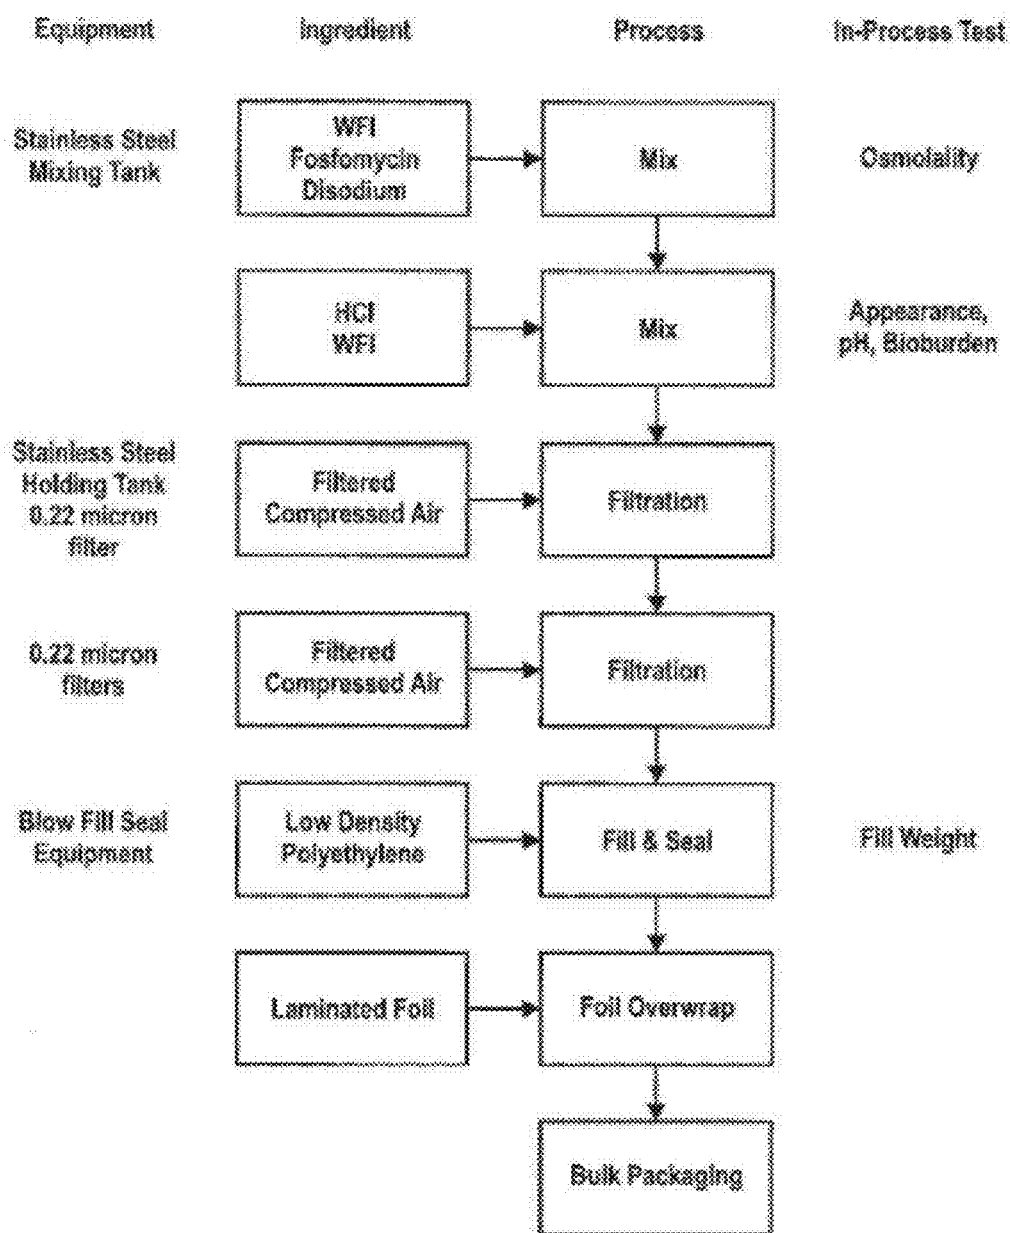 Equipment
Ingredient
Process
In-Process Test
Stainless Steel
Mixing Tank
WFI
Fosfomycin
Disodium
Mix
Osmolality
HCl
WFI
Mix
Appearance,
pH, Bioburden
Stainless Steel
Holding Tank
0.22 micron
filter
Filtered
Compressed Air
Filtration
0.22 micron
filters
Filtered
Compressed Air
Filtration
Blow Fill Seal
Equipment
Low Density
Polyethylene
Fill & Seal
Fill Weight
Laminated Foil
Foil Overwrap
Bulk Packaging